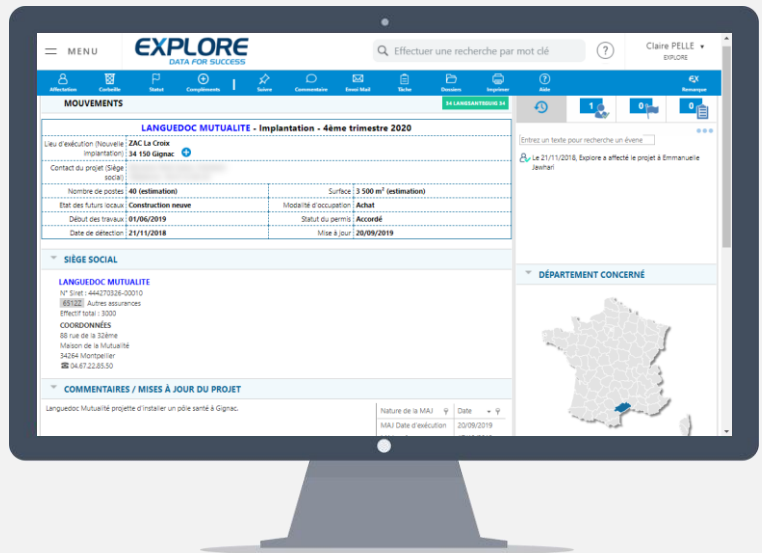 MENU
EXPLORE
DATA FOR SUCCESS
Effectuer une recherche par mot clé
?
Claire PELLE
EXPLORE
Affectation Corbeille Statut Compléments Suivre Commentaire Envoi Mail Tâche Dossiers Imprimer Aide Remarque
MOUVEMENTS
1 0 0
LANGUEDOC MUTUALITE - Implantation - 4ème trimestre 2020
Lieu d'exécution (Nouvelle implantation) ZAC La Croix
34 150 Gignac
Contact du projet (Siège social)
Nombre de postes 40 (estimation) Surface 3 500 m² (estimation)
Etat des futurs locaux Construction neuve Modalité d'occupation Achat
Début des travaux 01/06/2019 Statut du permis Accordé
Date de détection 21/11/2018 Mise à jour 20/09/2019
Entrez un texte pour recherche un évene
Le 21/11/2018, Explore a affecté le projet à Emmanuelle
Jawhari
SIÈGE SOCIAL
LANGUEDOC MUTUALITE
N° Siret : 444270326-00010
6512Z Autres assurances
Effectif total : 3000
COORDONNÉES
88 rue de la 32ème
Maison de la Mutualité
34264 Montpellier
04.67.22.85.50
DÉPARTEMENT CONCERNÉ
COMMENTAIRES / MISES À JOUR DU PROJET
Languedoc Mutualité projette d'installer un pôle santé à Gignac.
Nature de la MAJ Date
MAJ Date d'exécution 20/09/2019